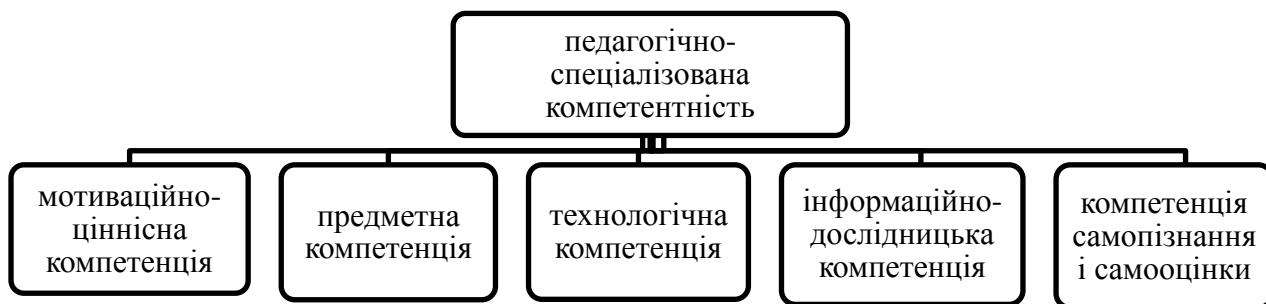 педагогічно-
спеціалізована
компетентність
мотиваційно-
ціннісна
компетенція
предметна
компетенція
технологічна
компетенція
інформаційно-
дослідницька
компетенція
компетенція
самопізнання
і самооцінки